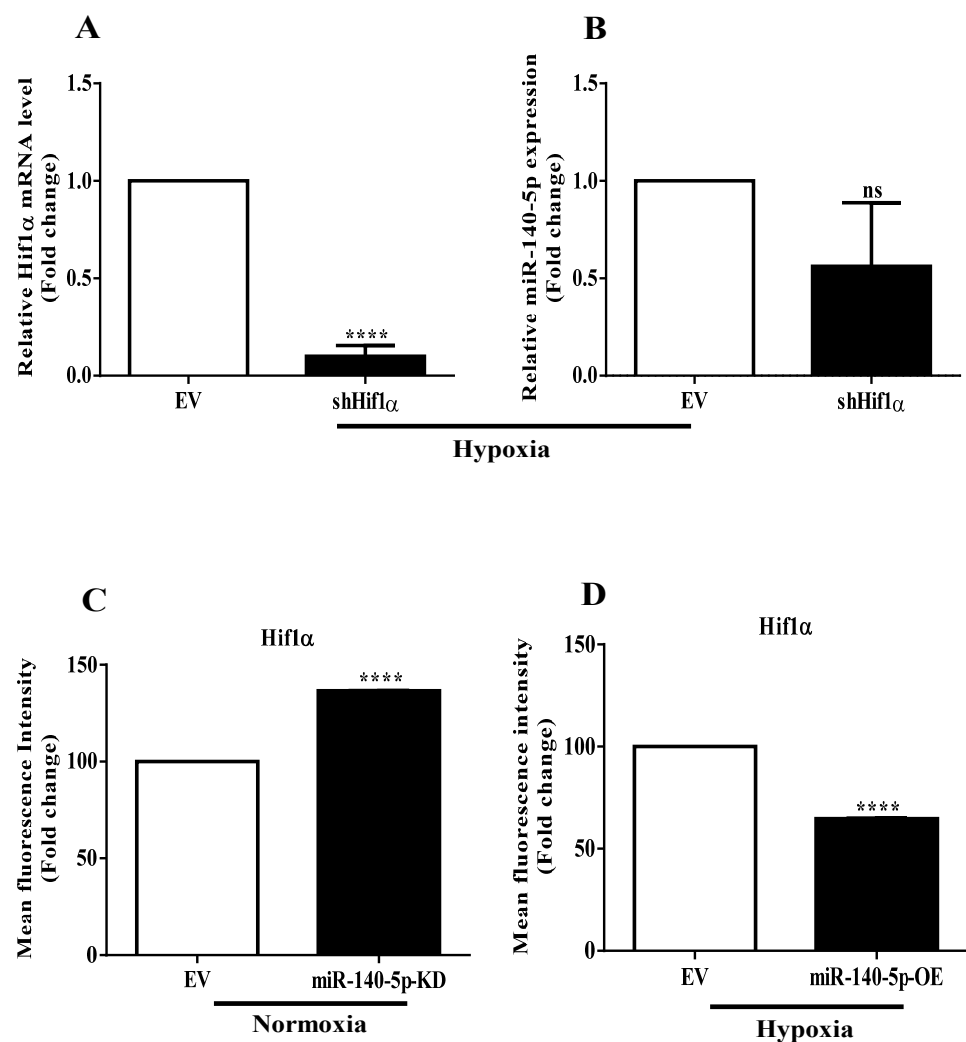 A
Relative Hif1α mRNA level
(Fold change)
1.5
1.0
0.5
0.0
****
EV
shHif1α
B
Relative miR-140-5p expression
(Fold change)
1.5
1.0
0.5
0.0
ns
EV
shHif1α
Hypoxia
C
Hif1α
Mean fluorescence Intensity
(Fold change)
150
100
50
0
****
EV
miR-140-5p-KD
Normoxia
D
Hif1α
Mean fluorescence intensity
(Fold change)
150
100
50
0
****
EV
miR-140-5p-OE
Hypoxia